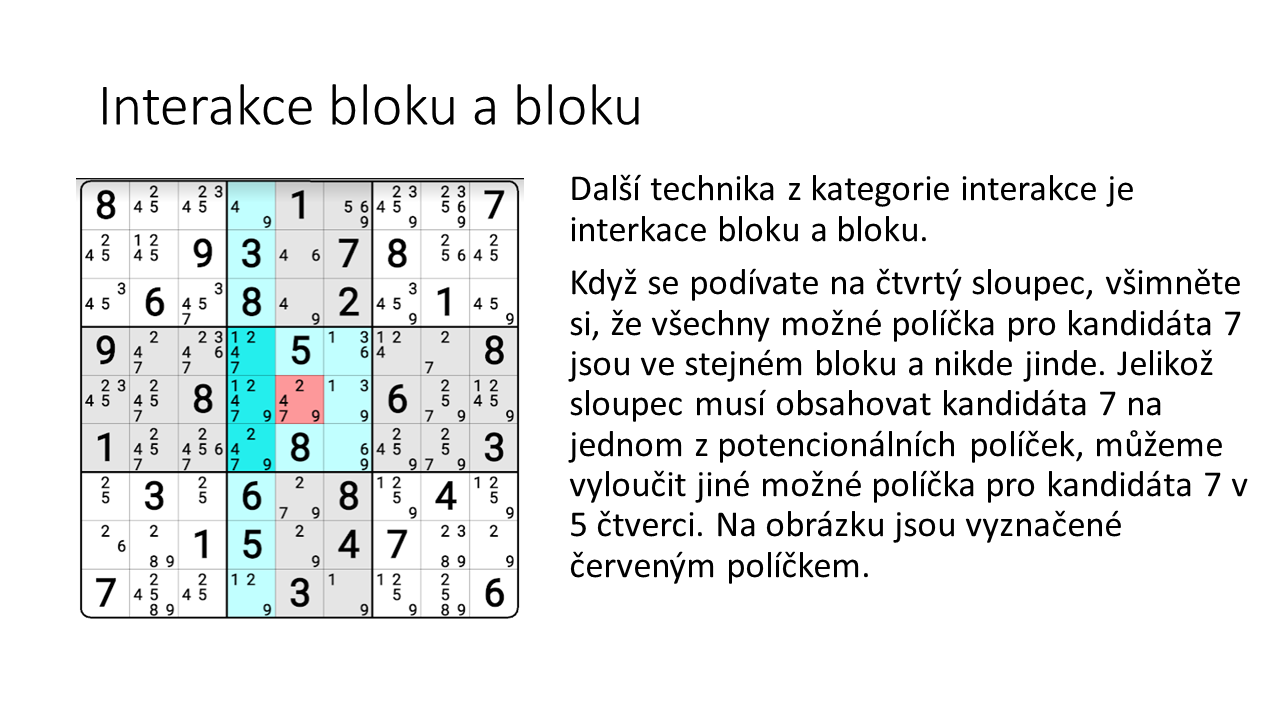 Interakce bloku a bloku
8 2 4 5 2 3 4 5 4 9 1 5 6 9 2 3 4 5 9 2 3 5 6 9 7
2 4 5 1 2 4 5 9 3 4 6 7 8 2 5 6 2 4 5
3 4 5 6 3 4 5 7 8 4 9 2 3 4 5 9 1 4 5 9
9 2 4 7 2 3 4 6 7 1 2 4 7 5 1 3 6 1 2 4 2 7 8
2 3 4 5 2 4 5 7 8 1 2 4 7 9 2 4 7 9 1 3 9 6 2 5 7 9 1 2 4 5 9
1 2 4 5 7 2 4 5 6 7 2 4 7 9 8 6 9 2 4 5 9 2 5 7 9 3
2 5 3 2 5 6 2 7 9 8 1 2 5 9 4 1 2 5 9
2 6 2 8 9 1 5 2 9 4 7 2 3 8 9 2 9
7 2 4 5 8 9 2 4 5 1 2 9 3 1 9 1 2 5 9 2 5 8 9 6
Další technika z kategorie interakce je
interkace bloku a bloku.
Když se podívate na čtvrtý sloupec, všimněte
si, že všechny možné políčka pro kandidáta 7
jsou ve stejném bloku a nikde jinde. Jelikož
sloupec musí obsahovat kandidáta 7 na
jednom z potencionálních políček, můžeme
vyloučit jiné možné políčka pro kandidáta 7 v
5 čtverci. Na obrázku jsou vyznačené
červeným políčkem.